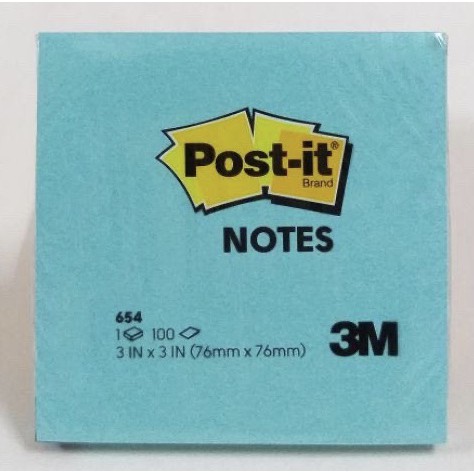 Post-it®
Brand
NOTES
654
1 100
3 IN x 3 IN (76mm x 76mm)
3M